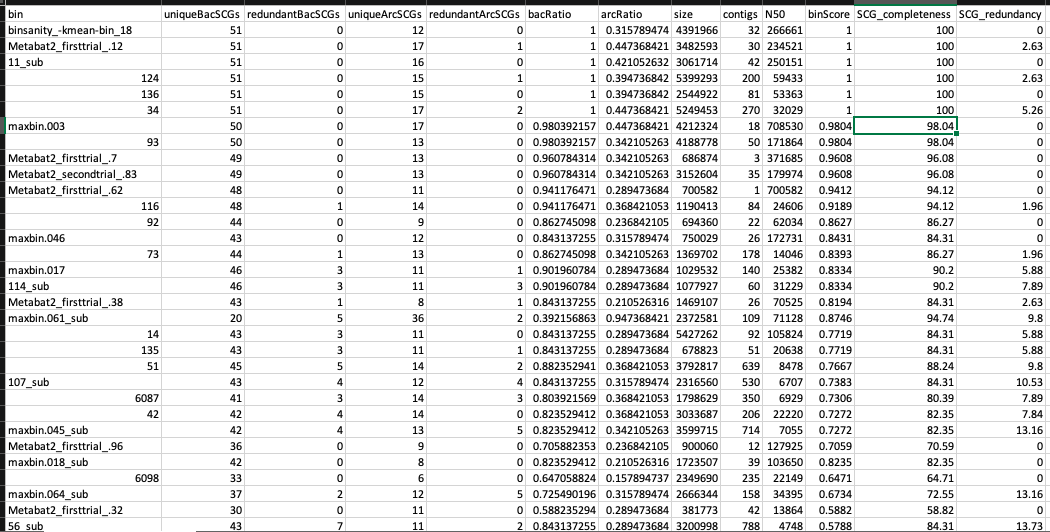 bin uniqueBacSCGs redundantBacSCGs uniqueArcSCGs redundantArcSCGs bacRatio arcRatio size contigs N50 binScore SCG_completeness SCG_redundancy
binsanity_-kmean-bin_18 51 0 12 0 1 0.315789474 4391966 32 266661 1 100 0
Metabat2_firsttrial_.12 51 0 17 1 1 0.447368421 3482593 30 234521 1 100 2.63
11_sub 51 0 16 0 1 0.421052632 3061714 42 250151 1 100 0
124 51 0 15 1 1 0.394736842 5399293 200 59433 1 100 2.63
136 51 0 15 0 1 0.394736842 2544922 81 53363 1 100 0
34 51 0 17 2 1 0.447368421 5249453 270 32029 1 100 5.26
maxbin.003 50 0 17 0 0.980392157 0.447368421 4212324 18 708530 0.9804 98.04 0
93 50 0 13 0 0.980392157 0.342105263 4188778 50 171864 0.9804 98.04 0
Metabat2_firsttrial_.7 49 0 13 0 0.960784314 0.342105263 686874 3 371685 0.9608 96.08 0
Metabat2_secondtrial_.83 49 0 13 0 0.960784314 0.342105263 3152604 35 179974 0.9608 96.08 0
Metabat2_firsttrial_.62 48 0 11 0 0.941176471 0.289473684 700582 1 700582 0.9412 94.12 0
116 48 1 14 0 0.941176471 0.368421053 1190413 84 24606 0.9189 94.12 1.96
92 44 0 9 0 0.862745098 0.236842105 694360 22 62034 0.8627 86.27 0
maxbin.046 43 0 12 0 0.843137255 0.315789474 750029 26 172731 0.8431 84.31 0
73 44 1 13 0 0.862745098 0.342105263 1369702 178 14046 0.8393 86.27 1.96
maxbin.017 46 3 11 1 0.901960784 0.289473684 1029532 140 25382 0.8334 90.2 5.88
114_sub 46 3 11 3 0.901960784 0.289473684 1077927 60 31229 0.8334 90.2 7.89
Metabat2_firsttrial_.38 43 1 8 1 0.843137255 0.210526316 1469107 26 70525 0.8194 84.31 2.63
maxbin.061_sub 20 5 36 2 0.392156863 0.947368421 2372581 109 71128 0.8746 94.74 9.8
14 43 3 11 0 0.843137255 0.289473684 5427262 92 105824 0.7719 84.31 5.88
135 43 3 11 1 0.843137255 0.289473684 678823 51 20638 0.7719 84.31 5.88
51 45 5 14 2 0.882352941 0.368421053 3792817 639 8478 0.7667 88.24 9.8
107_sub 43 4 12 4 0.843137255 0.315789474 2316560 530 6707 0.7383 84.31 10.53
6087 41 3 14 3 0.803921569 0.368421053 1798629 350 6929 0.7306 80.39 7.89
42 42 4 14 0 0.823529412 0.368421053 3033687 206 22220 0.7272 82.35 7.84
maxbin.045_sub 42 4 13 5 0.823529412 0.342105263 3599715 714 7055 0.7272 82.35 13.16
Metabat2_firsttrial_.96 36 0 9 0 0.705882353 0.236842105 900060 12 127925 0.7059 70.59 0
maxbin.018_sub 42 0 8 0 0.823529412 0.210526316 1723507 39 103650 0.8235 82.35 0
6098 33 0 6 0 0.647058824 0.157894737 2349690 235 22149 0.6471 64.71 0
maxbin.064_sub 37 2 12 5 0.725490196 0.315789474 2666344 158 34395 0.6734 72.55 13.16
Metabat2_firsttrial_.32 30 0 11 0 0.588235294 0.289473684 381773 42 13864 0.5882 58.82 0
56_sub 43 7 11 2 0.843137255 0.289473684 3200998 788 4748 0.5788 84.31 13.73